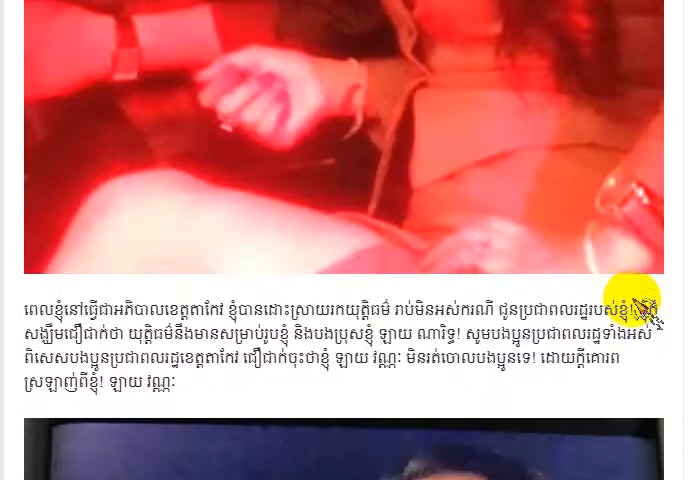 ពេលខ្ញុំនៅធ្វើជាអភិបាលខេត្តតាកែវ ខ្ញុំបានដោះស្រាយរកយុត្តិធម៌ រាប់មិនអស់ករណី ជូនប្រជាពលរដ្ឋរបស់ខ្ញុំ!
សង្ឃឹមជឿជាក់ថា យុត្តិធម៌នឹងមានសម្រាប់រូបខ្ញុំ និងបងប្រុសខ្ញុំ ឡាយ ណារិទ្ធ! សូមបងប្អូនប្រជាពលរដ្ឋទាំងអស់
ពិសេសបងប្អូនប្រជាពលរដ្ឋខេត្តតាកែវ ជឿជាក់ចុះថាខ្ញុំ ឡាយ វណ្ណៈ មិនរត់ចោលបងប្អូនទេ! ដោយក្តីគោរព
ស្រឡាញ់ពីខ្ញុំ! ឡាយ វណ្ណៈ